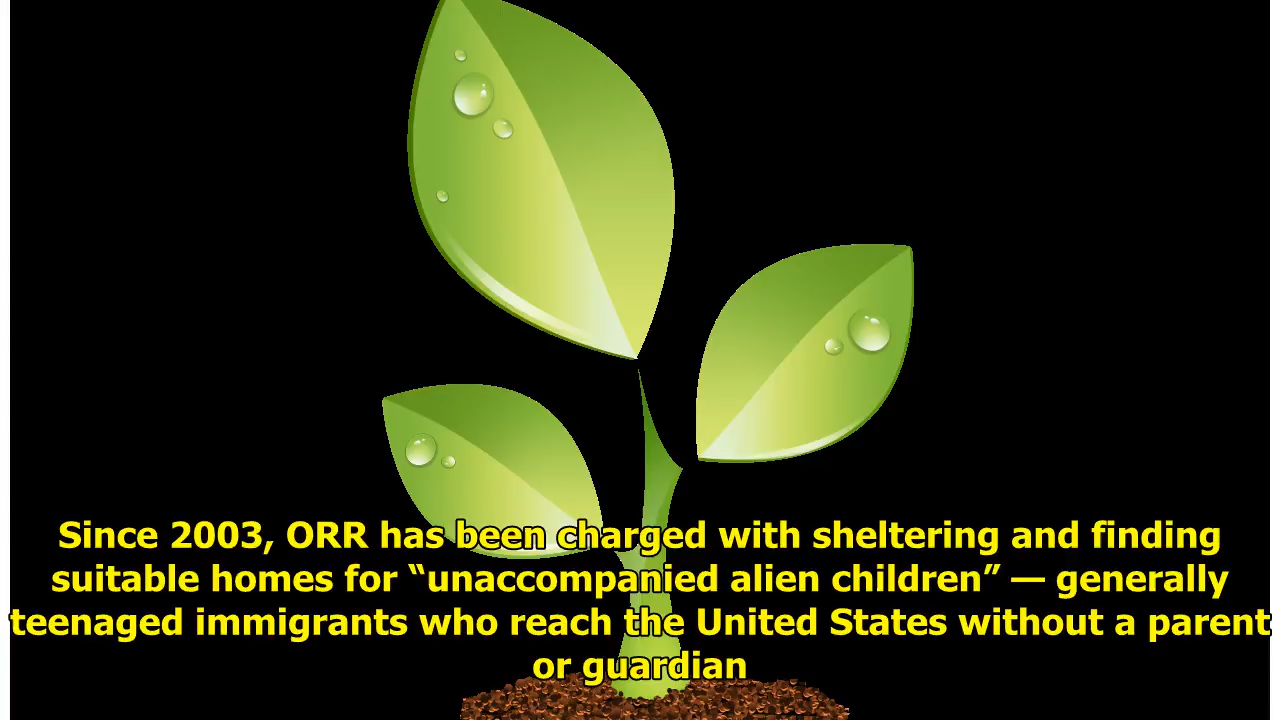 Since 2003, ORR has been charged with sheltering and finding
suitable homes for “unaccompanied alien children” — generally
teenaged immigrants who reach the United States without a parent
or guardian